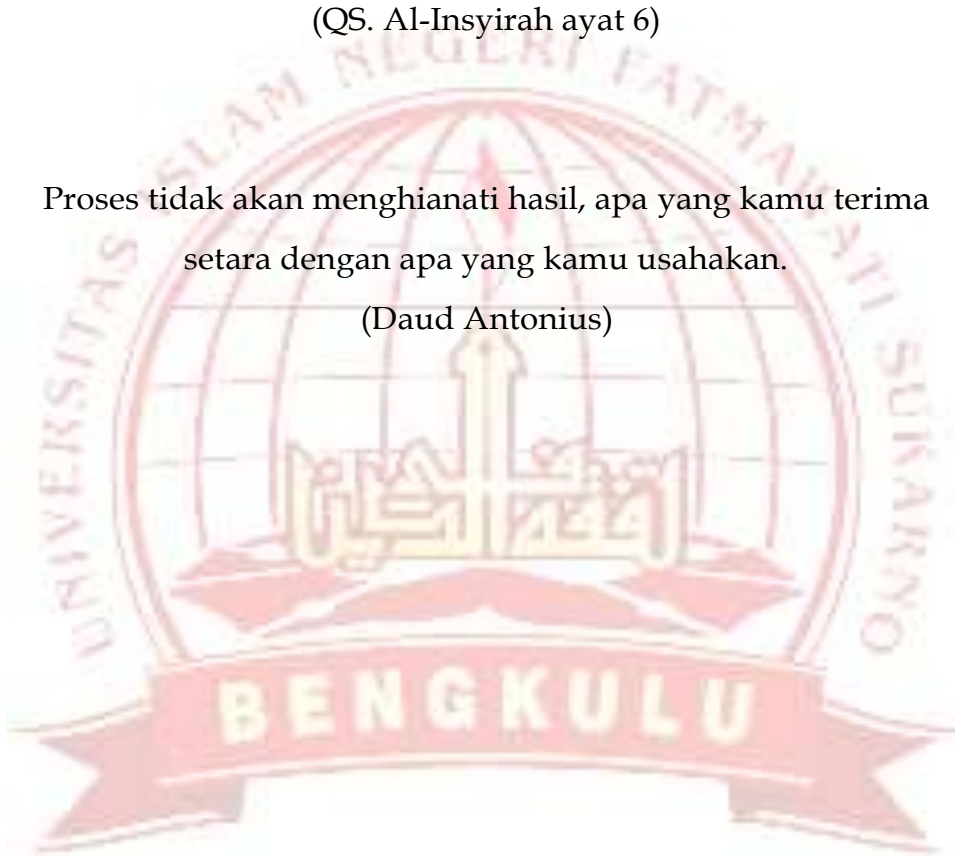 (QS. Al-Insyirah ayat 6)
Proses tidak akan menghianati hasil, apa yang kamu terima
setara dengan apa yang kamu usahakan.
(Daud Antonius)
UNIVERSITAS ISLAM NEGERI FATMAWATI SUKARNO
BENGKULU